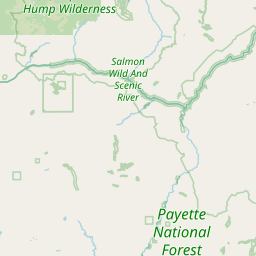 Hump Wilderness
Salmon
Wild And
Scenic
River
Payette
National
Forest